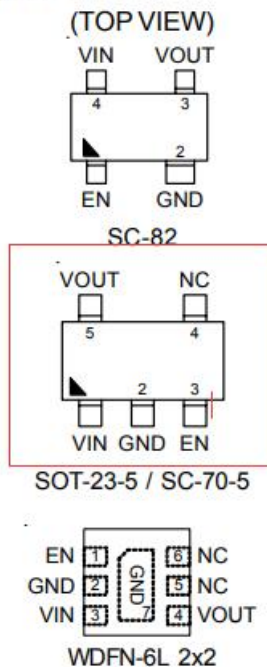 (TOP VIEW)
VIN VOUT
4 3
2
EN GND
SC-82
VOUT NC
5 4
2 3
VIN GND EN
SOT-23-5 / SC-70-5
EN 1 6 NC
GND 2 GND 5 NC
VIN 3 7 4 VOUT
WDFN-6L 2x2